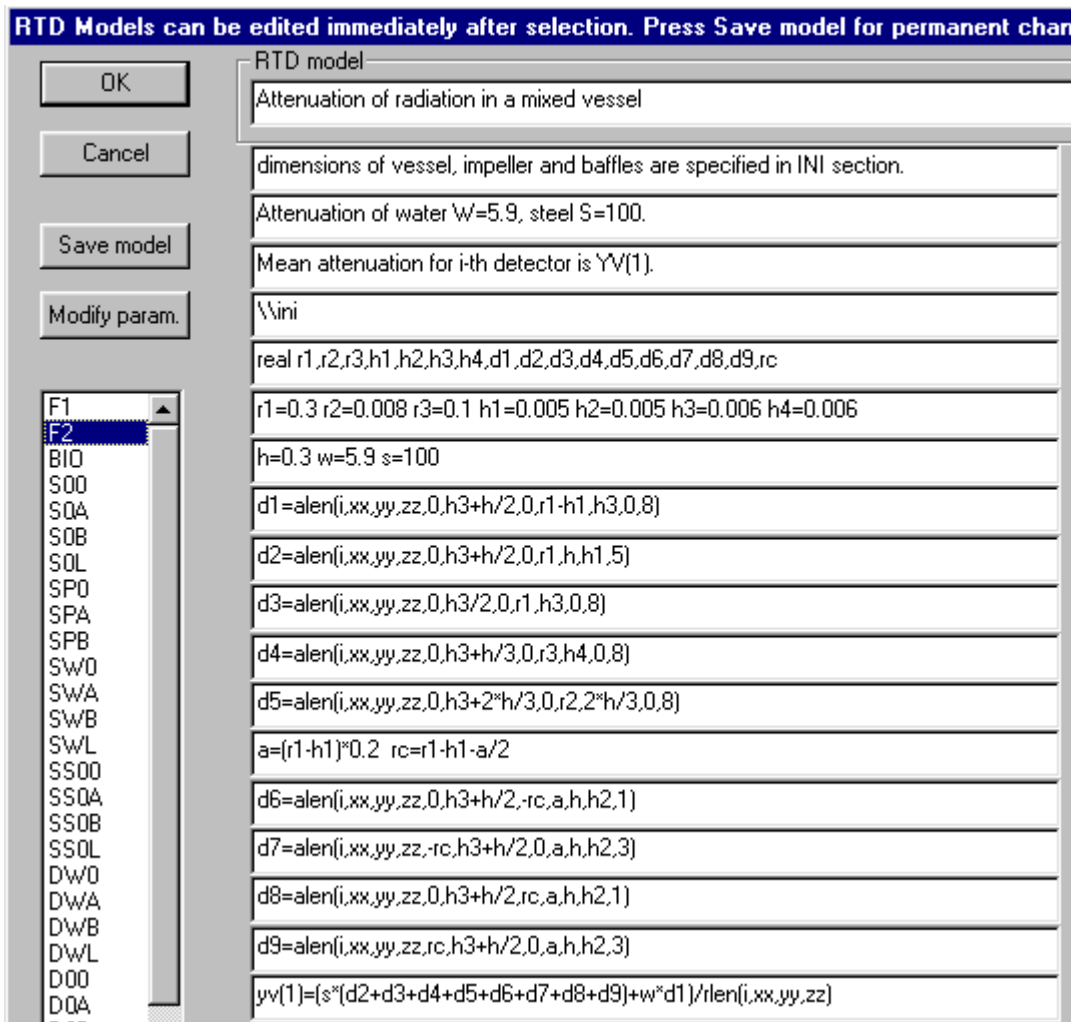 RTD Models can be edited immediately after selection. Press Save model for permanent chan
OK
Cancel
Save model
Modify param.
F1
F2
BIO
S00
S0A
S0B
S0L
SP0
SPA
SPB
SW0
SWA
SWB
SWL
SS00
SS0A
SS0B
SS0L
DW0
DWA
DWB
DWL
D00
D0A
RTD model
Attenuation of radiation in a mixed vessel
dimensions of vessel, impeller and baffles are specified in INI section.
Attenuation of water W=5.9, steel S=100.
Mean attenuation for i-th detector is YV(1).
\\ini
real r1,r2,r3,h1,h2,h3,h4,d1,d2,d3,d4,d5,d6,d7,d8,d9,rc
r1=0.3 r2=0.008 r3=0.1 h1=0.005 h2=0.005 h3=0.006 h4=0.006
h=0.3 w=5.9 s=100
d1=alen(i,xx,yy,zz,0,h3+h/2,0,r1-h1,h3,0,8)
d2=alen(i,xx,yy,zz,0,h3+h/2,0,r1,h,h1,5)
d3=alen(i,xx,yy,zz,0,h3/2,0,r1,h3,0,8)
d4=alen(i,xx,yy,zz,0,h3+h/3,0,r3,h4,0,8)
d5=alen(i,xx,yy,zz,0,h3+2*h/3,0,r2,2*h/3,0,8)
a=(r1-h1)*0.2 rc=r1-h1-a/2
d6=alen(i,xx,yy,zz,0,h3+h/2,-rc,a,h,h2,1)
d7=alen(i,xx,yy,zz,-rc,h3+h/2,0,a,h,h2,3)
d8=alen(i,xx,yy,zz,0,h3+h/2,rc,a,h,h2,1)
d9=alen(i,xx,yy,zz,rc,h3+h/2,0,a,h,h2,3)
yv(1)=(s*(d2+d3+d4+d5+d6+d7+d8+d9)+w*d1)/rlen(i,xx,yy,zz)